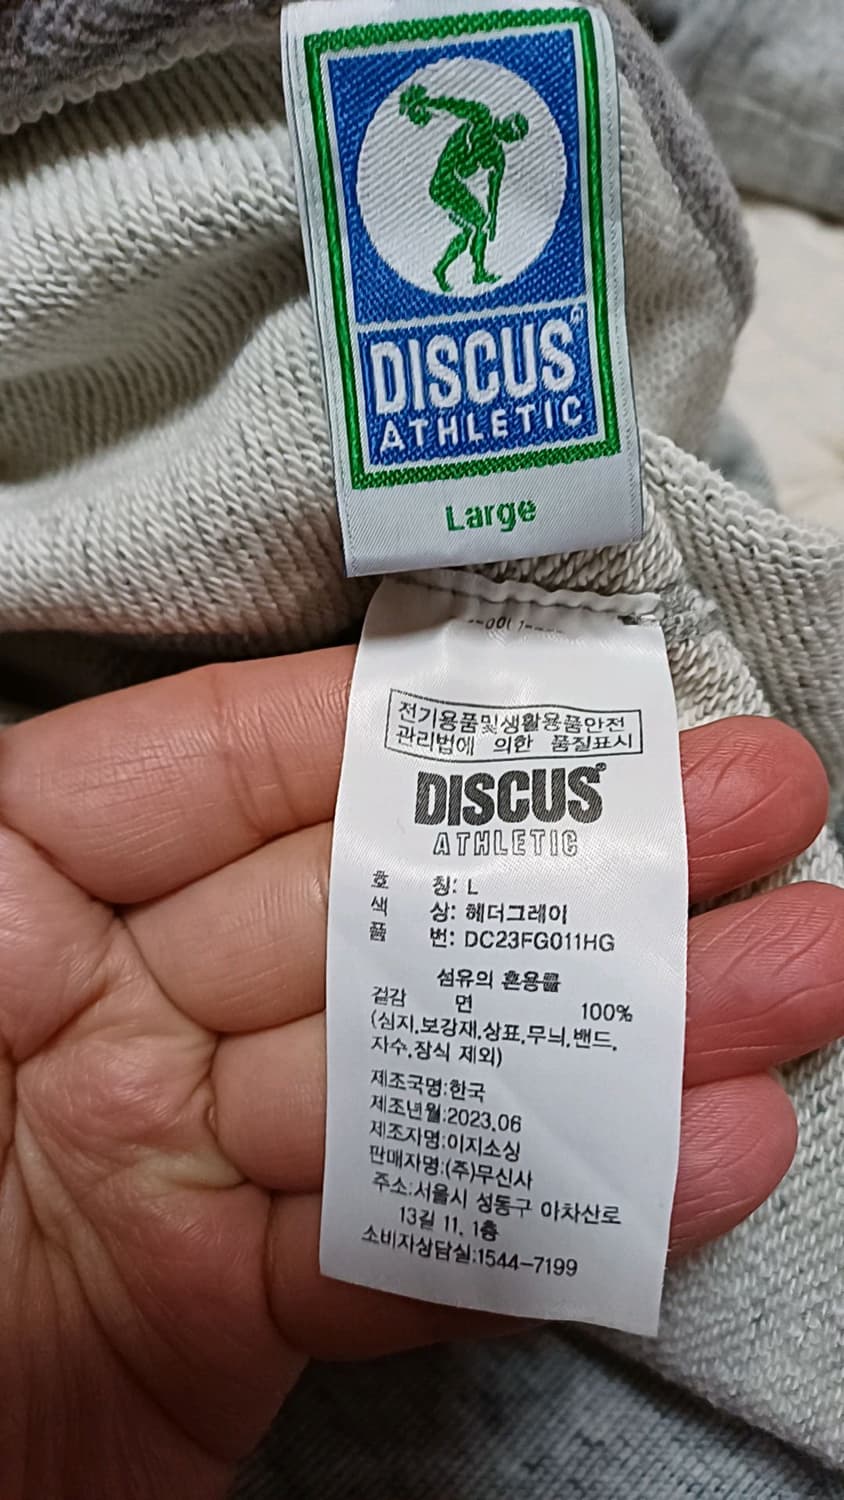 DISCUS
ATHLETIC
Large
전기용품및생활용품안전
관리법에 의한 품질표시
DISCUS®
ATHLETIC
호 칭: L
색 상: 헤더그레이
품 번: DC23FG011HG
섬유의 혼용률
겉감 면 100%
(심지,보강재,상표,무늬,밴드,
자수,장식 제외)
제조국명:한국
제조년월:2023.06
제조자명:이지소싱
판매자명:(주)무신사
주소:서울시 성동구 아차산로
13길 11, 1층
소비자상담실:1544-7199